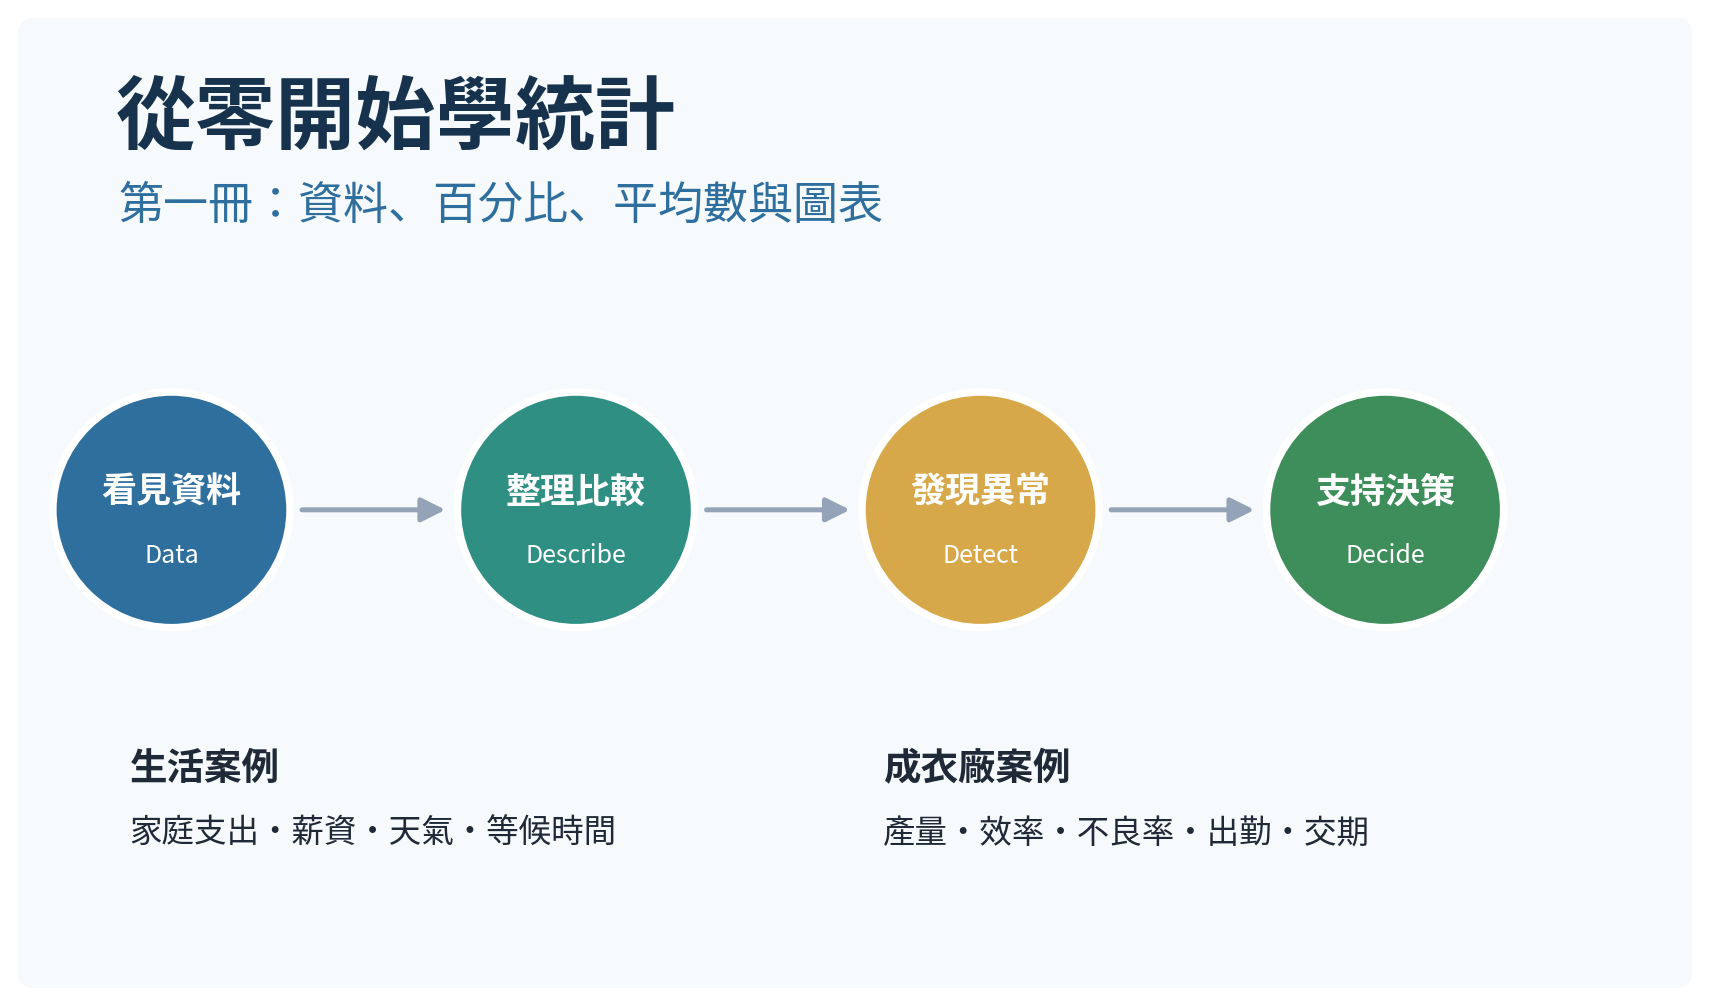 從零開始學統計
第一冊：資料、百分比、平均數與圖表
看見資料
Data
整理比較
Describe
發現異常
Detect
支持決策
Decide
生活案例
家庭支出・薪資・天氣・等候時間
成衣廠案例
產量・效率・不良率・出勤・交期